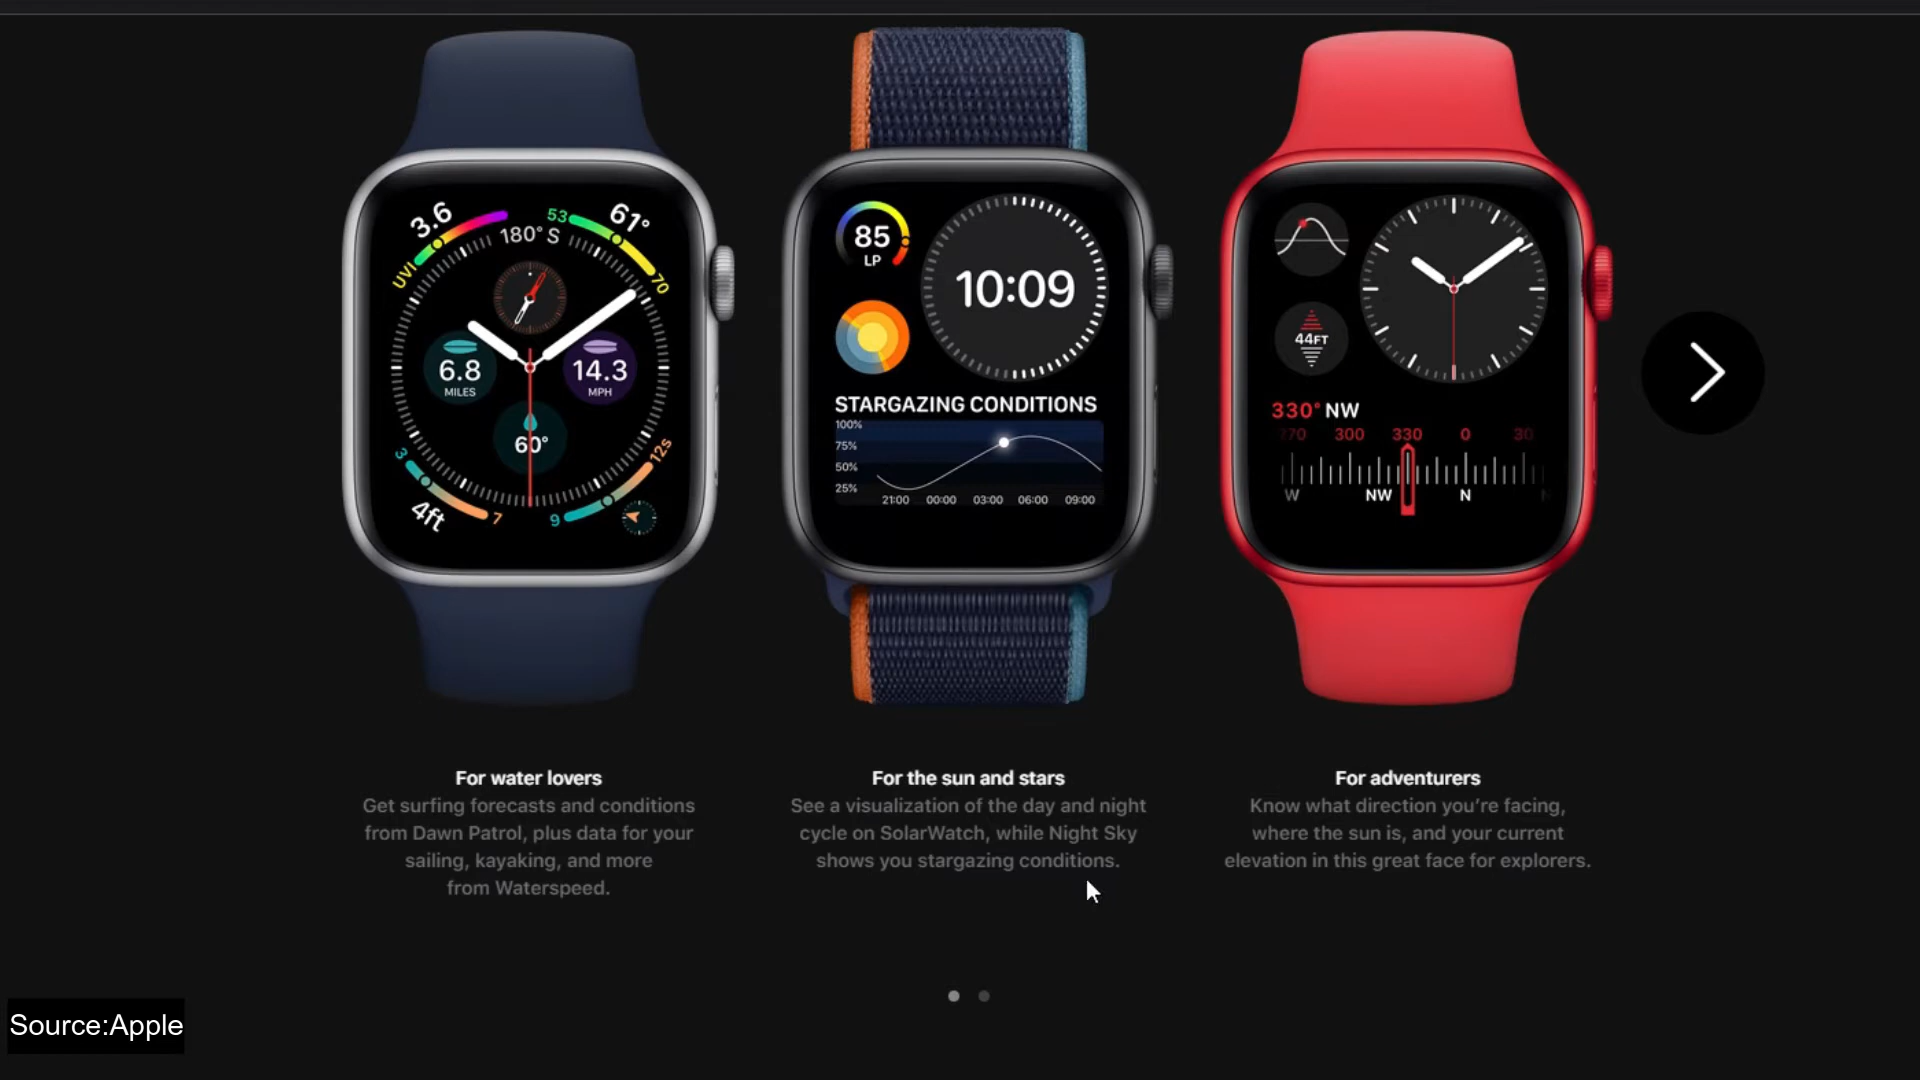 3.6
UVI
180° S
53
61°
70
6.8
MILES
14.3
MPH
60°
3
4ft
7
9
12s
85
LP
10:09
STARGAZING CONDITIONS
100%
75%
50%
25%
21:00 00:00 03:00 06:00 09:00
44FT
330° NW
300 330 0 30
W NW N
For water lovers
Get surfing forecasts and conditions
from Dawn Patrol, plus data for your
sailing, kayaking, and more
from Waterspeed.
For the sun and stars
See a visualization of the day and night
cycle on SolarWatch, while Night Sky
shows you stargazing conditions.
For adventurers
Know what direction you're facing,
where the sun is, and your current
elevation in this great face for explorers.
Source:Apple